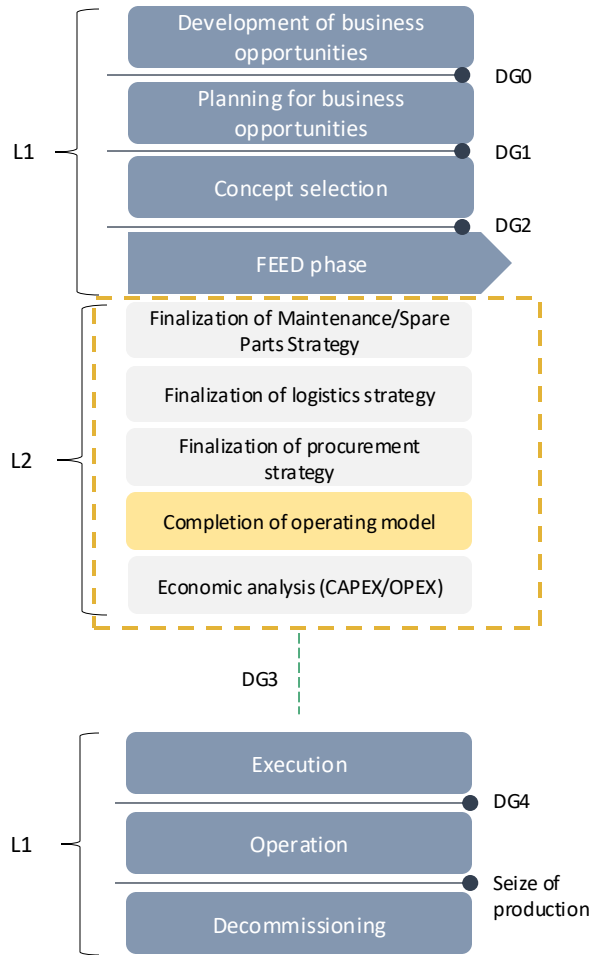 Development of business
opportunities
DG0
Planning for business
opportunities
L1
DG1
Concept selection
DG2
FEED phase
Finalization of Maintenance/Spare
Parts Strategy
Finalization of logistics strategy
Finalization of procurement
strategy
L2
Completion of operating model
Economic analysis (CAPEX/OPEX)
DG3
Execution
DG4
L1
Operation
Seize of
production
Decommissioning